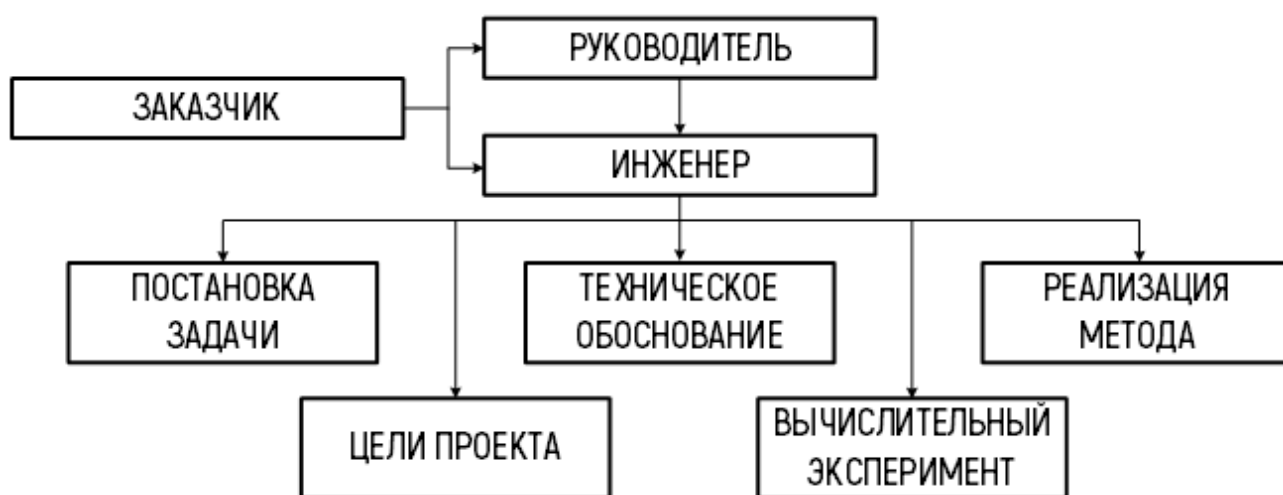 РУКОВОДИТЕЛЬ
ЗАКАЗЧИК
ИНЖЕНЕР
ПОСТАНОВКА
ЗАДАЧИ
ТЕХНИЧЕСКОЕ
ОБОСНОВАНИЕ
РЕАЛИЗАЦИЯ
МЕТОДА
ЦЕЛИ ПРОЕКТА
ВЫЧИСЛИТЕЛЬНЫЙ
ЭКСПЕРИМЕНТ